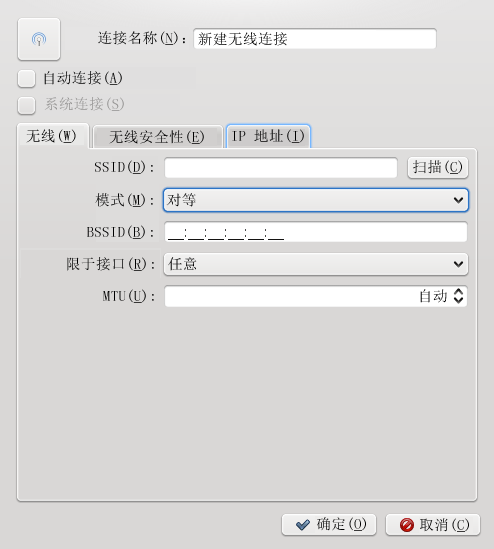 连接名称(N)：新建无线连接
自动连接(A)
系统连接(S)
无线(W) 无线安全性(E) IP 地址(I)
SSID(D)： 扫描(C)
模式(M)：对等
BSSID(B)：__:__:__:__:__:__
限于接口(R)：任意
MTU(U)：自动
确定(O) 取消(C)